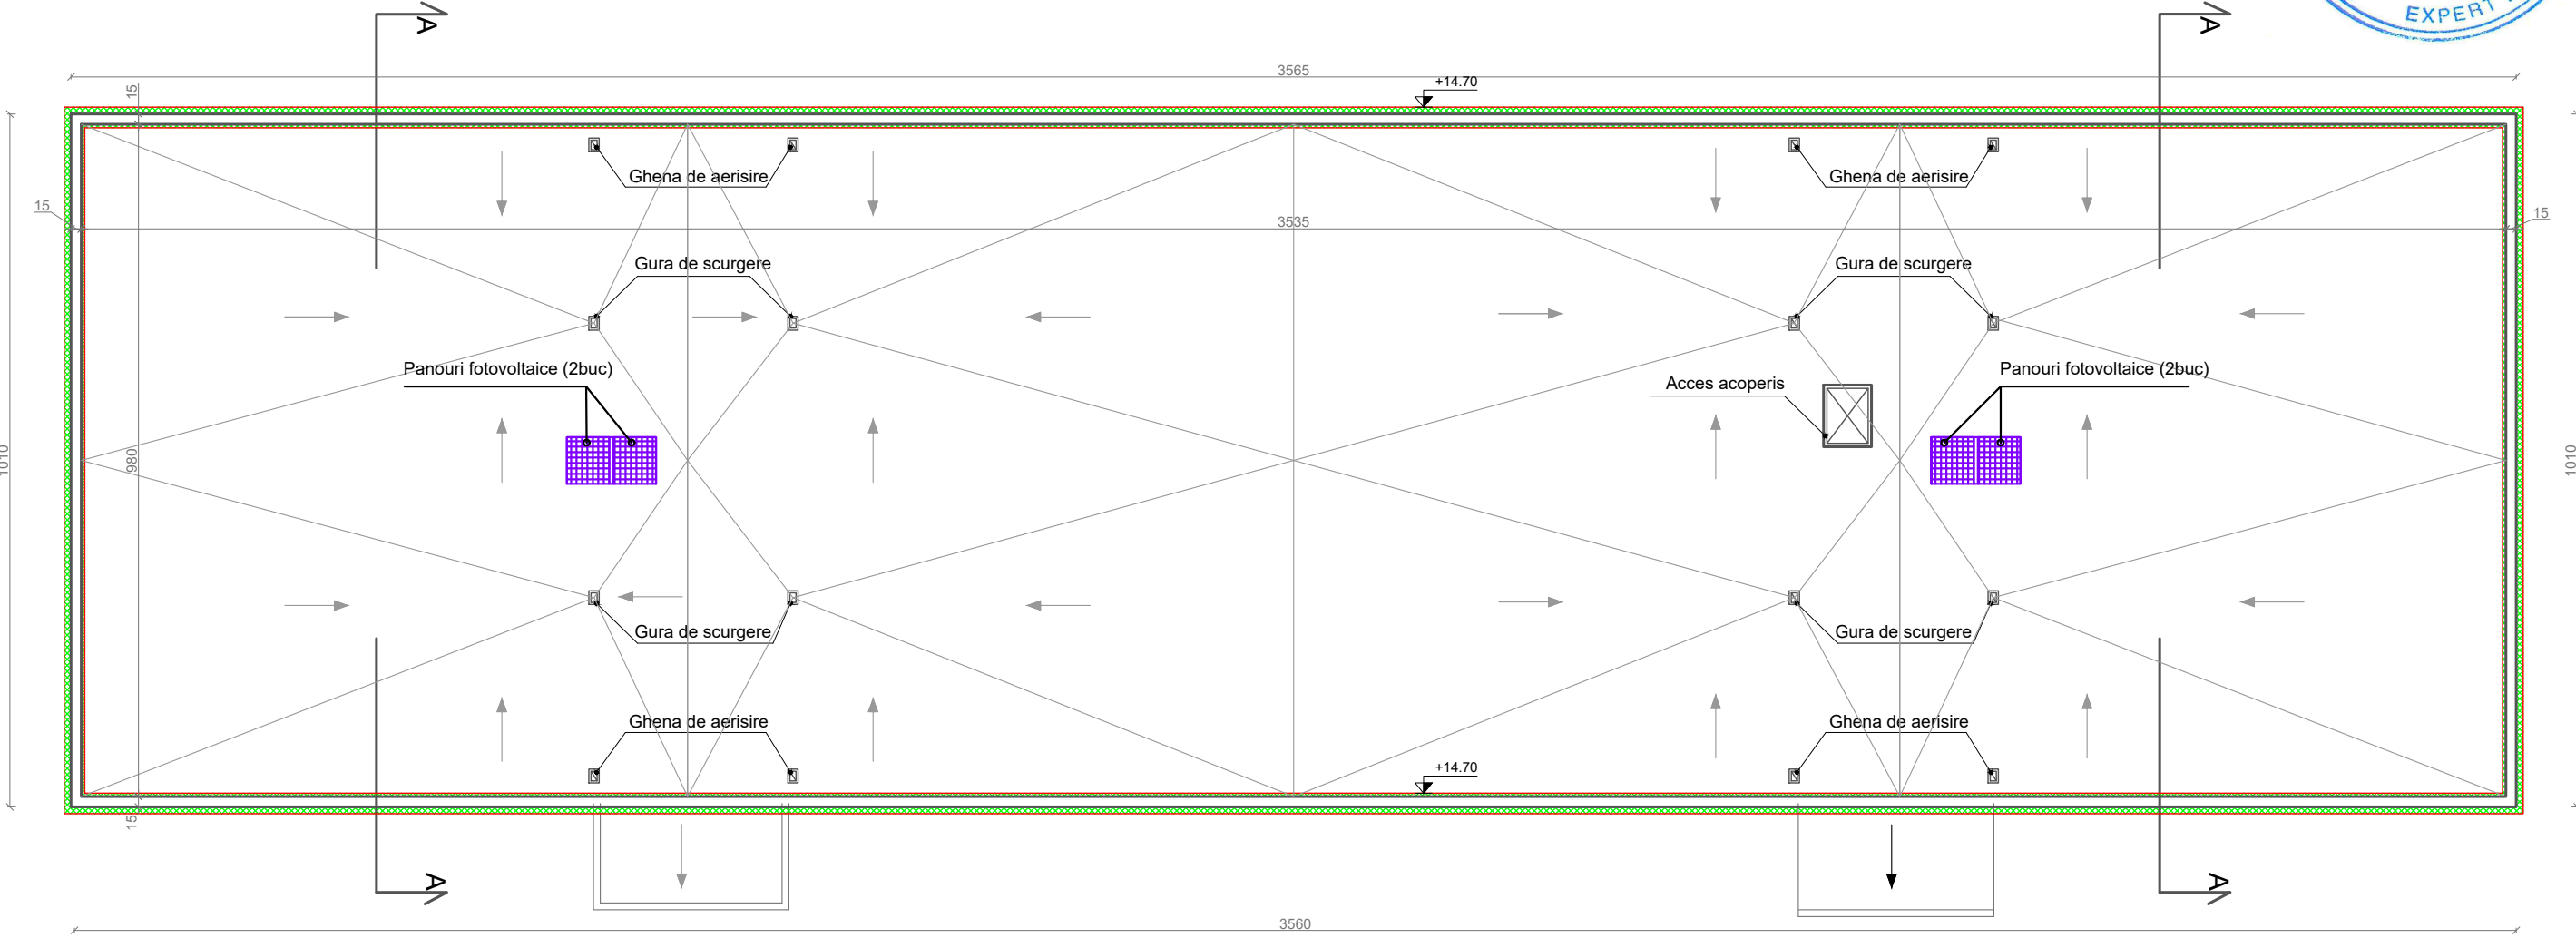 A
A
EXPERT
3565
+14.70
15
Ghena de aerisire
Ghena de aerisire
15
15
3535
Gura de scurgere
Gura de scurgere
Panouri fotovoltaice (2buc)
Panouri fotovoltaice (2buc)
Acces acoperis
1010
980
1010
Gura de scurgere
Gura de scurgere
Ghena de aerisire
Ghena de aerisire
+14.70
15
A
A
3560